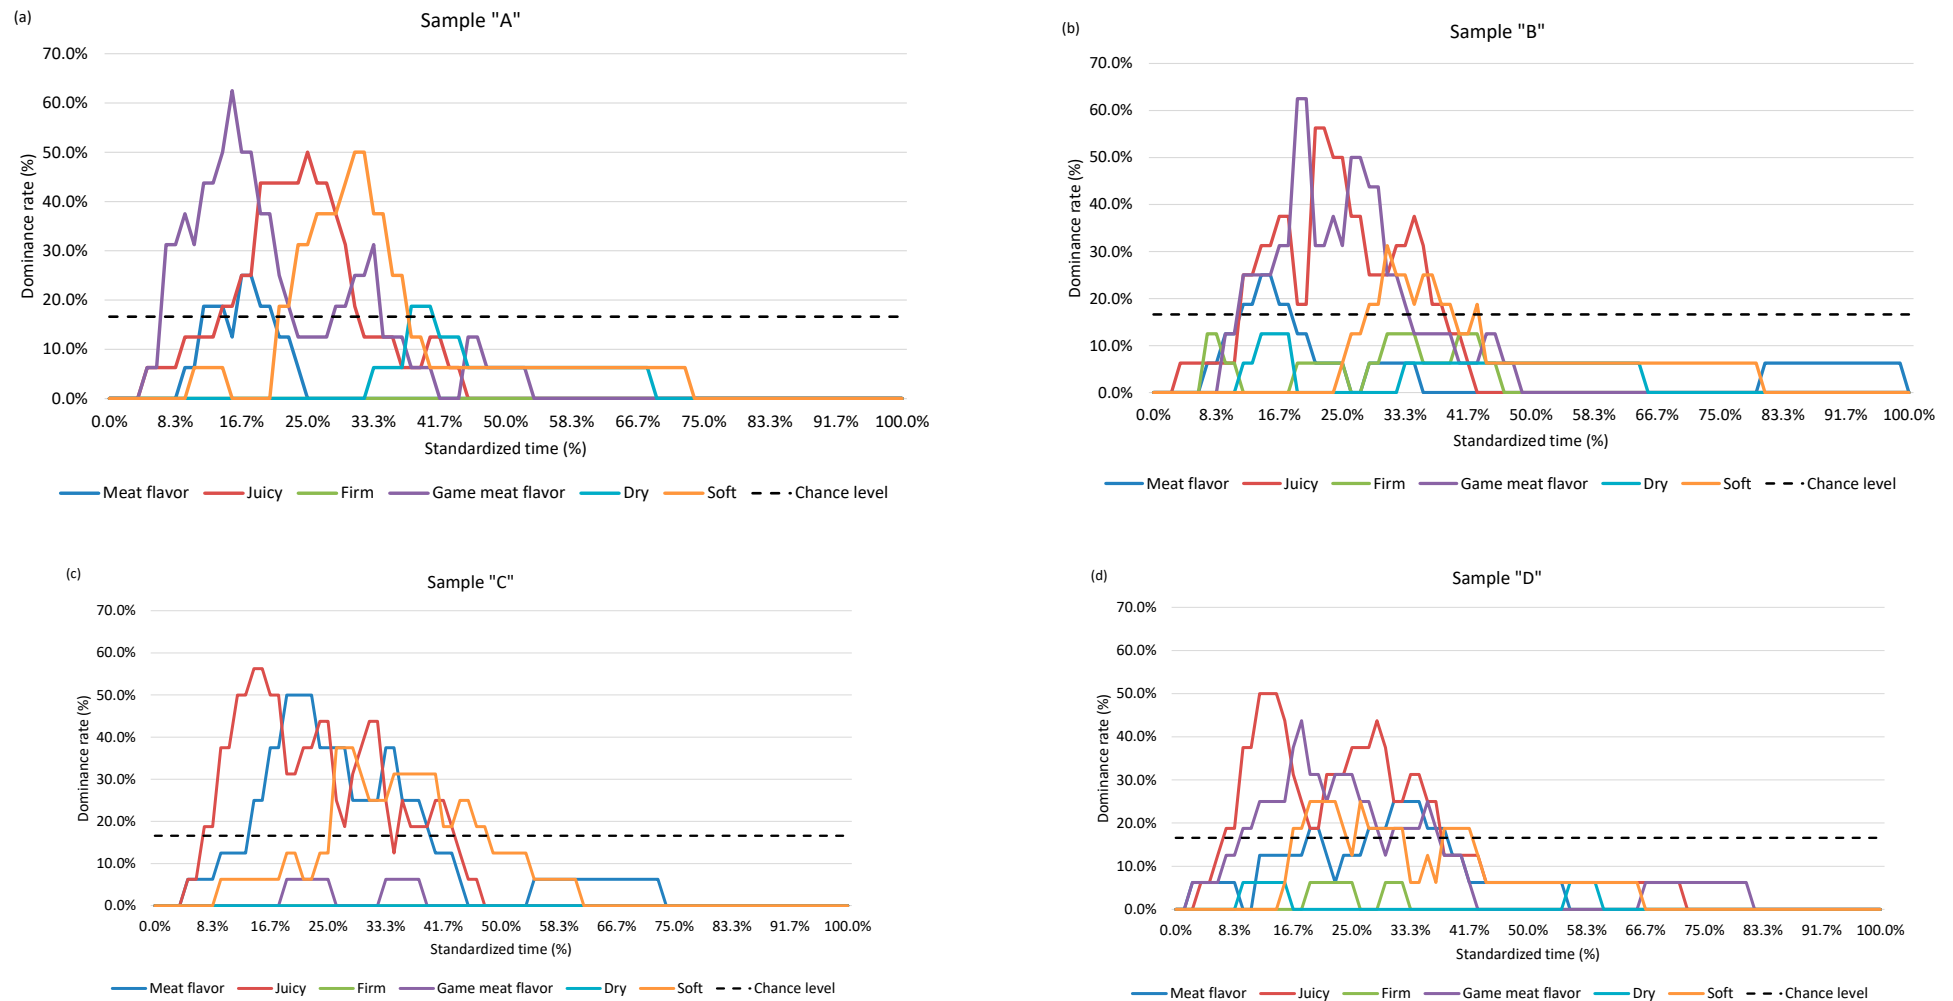 (a)
Sample "A"
70.0%
60.0%
50.0%
40.0%
30.0%
20.0%
10.0%
0.0%
Dominance rate (%)
0.0% 8.3% 16.7% 25.0% 33.3% 41.7% 50.0% 58.3% 66.7% 75.0% 83.3% 91.7% 100.0%
Standardized time (%)
Meat flavor Juicy Firm Game meat flavor Dry Soft Chance level
(b)
Sample "B"
70.0%
60.0%
50.0%
40.0%
30.0%
20.0%
10.0%
0.0%
Dominance rate (%)
0.0% 8.3% 16.7% 25.0% 33.3% 41.7% 50.0% 58.3% 66.7% 75.0% 83.3% 91.7% 100.0%
Standardized time (%)
Meat flavor Juicy Firm Game meat flavor Dry Soft Chance level
(c)
Sample "C"
70.0%
60.0%
50.0%
40.0%
30.0%
20.0%
10.0%
0.0%
Dominance rate (%)
0.0% 8.3% 16.7% 25.0% 33.3% 41.7% 50.0% 58.3% 66.7% 75.0% 83.3% 91.7% 100.0%
Standardized time (%)
Meat flavor Juicy Firm Game meat flavor Dry Soft Chance level
(d)
Sample "D"
70.0%
60.0%
50.0%
40.0%
30.0%
20.0%
10.0%
0.0%
Dominance rate (%)
0.0% 8.3% 16.7% 25.0% 33.3% 41.7% 50.0% 58.3% 66.7% 75.0% 83.3% 91.7% 100.0%
Standardized time (%)
Meat flavor Juicy Firm Game meat flavor Dry Soft Chance level